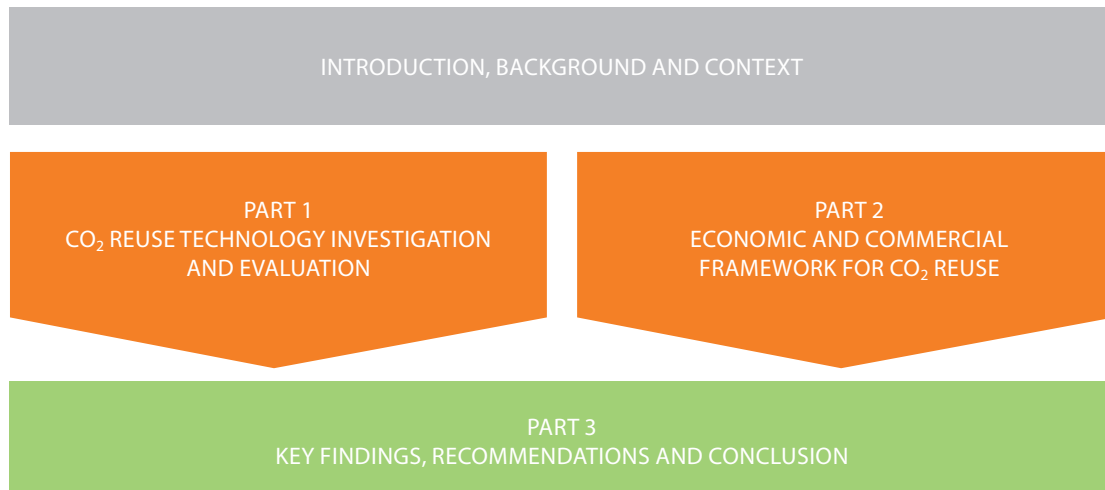 INTRODUCTION, BACKGROUND AND CONTEXT
PART 1
CO₂ REUSE TECHNOLOGY INVESTIGATION
AND EVALUATION
PART 2
ECONOMIC AND COMMERCIAL
FRAMEWORK FOR CO₂ REUSE
PART 3
KEY FINDINGS, RECOMMENDATIONS AND CONCLUSION